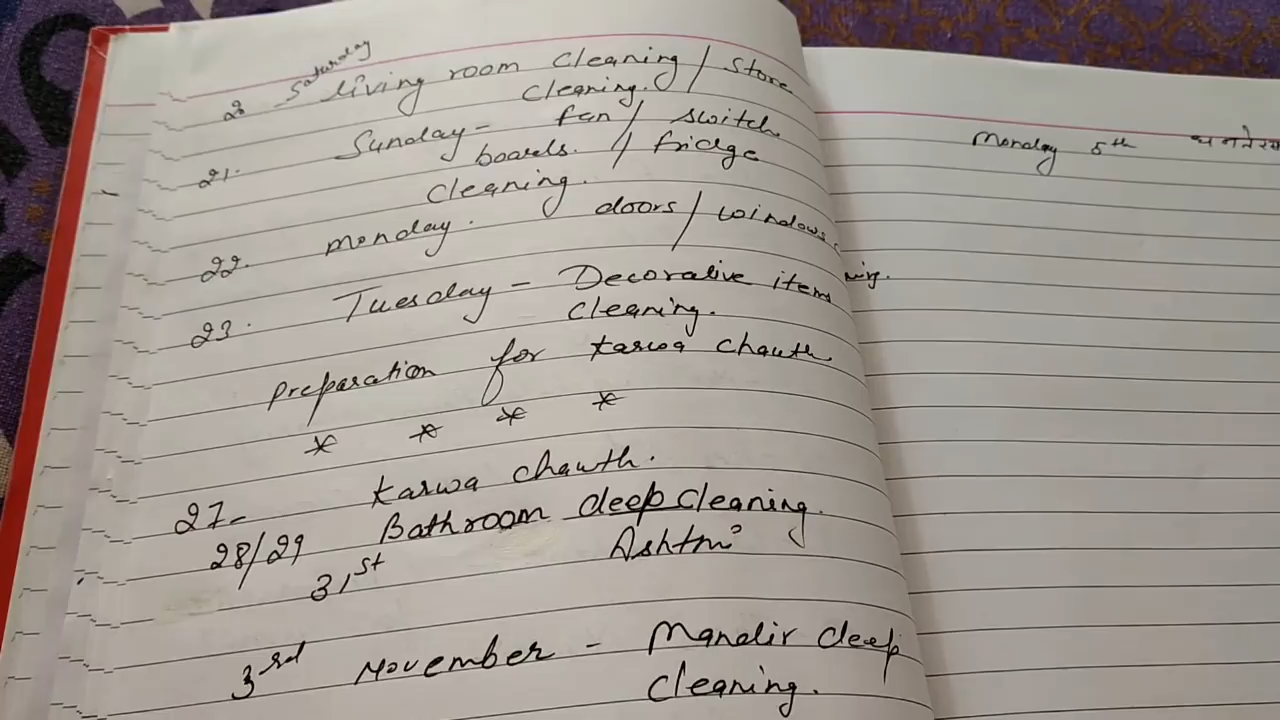 Saturday
living room cleaning / store
cleaning.
21. Sunday - fan / switch
boards. // fridge
cleaning.
22. monday. doors / windows
ning.
23. Tuesday - Decorative items
cleaning.
preparation for karwa chauth
* * * *
27- karwa chauth.
28/29 Bathroom deep cleaning.
31st Ashtmi
3rd November - Mandir deep
cleaning.
Monday 5th